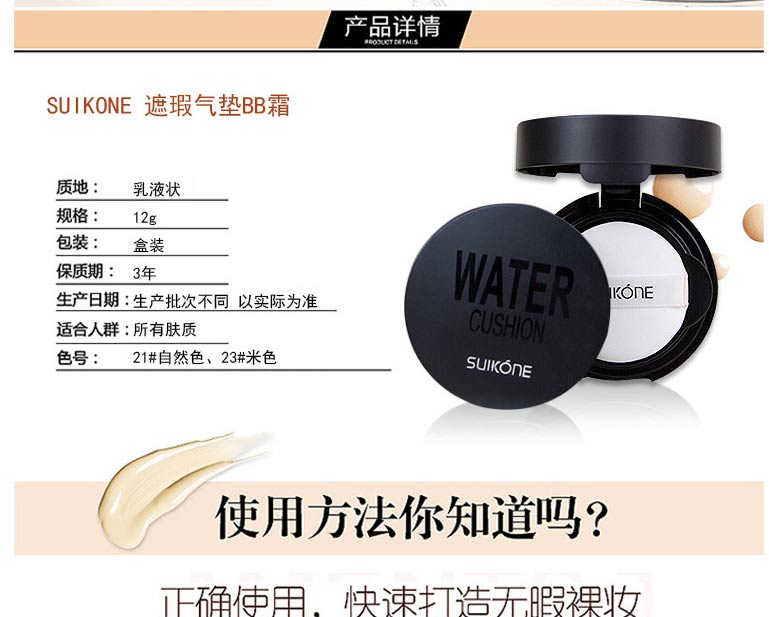 产品详情
PRODUCT DETAILS
SUIKONE 遮瑕气垫BB霜
质地： 乳液状
规格： 12g
包装： 盒装
保质期： 3年
生产日期：生产批次不同 以实际为准
适合人群：所有肤质
色号： 21#自然色、23#米色
WATER
CUSHION
SUIKONE
UIKONE
使用方法你知道吗？
正确使用，快速打造无暇裸妆